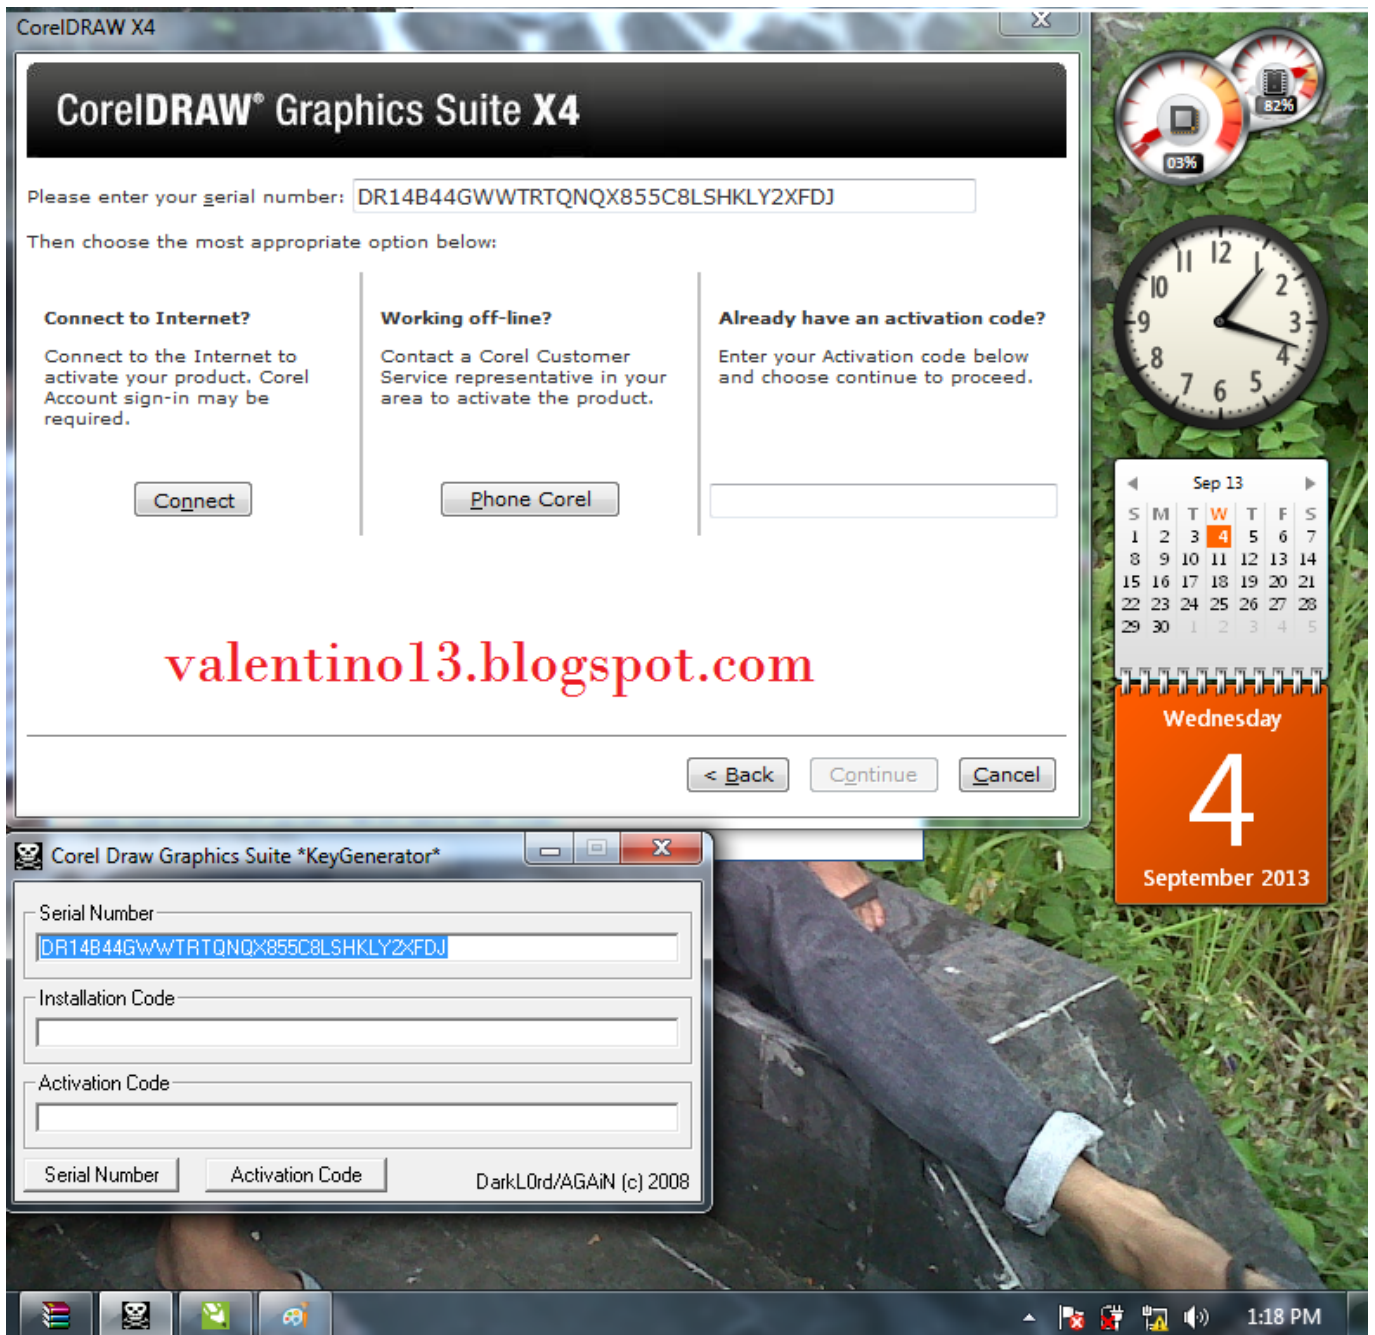 CorelDRAW X4
CorelDRAW® Graphics Suite X4
Please enter your serial number: DR14B44GWWTRTQNQX855C8LSHKLY2XFDJ
Then choose the most appropriate option below:
Connect to Internet?
Connect to the Internet to
activate your product. Corel
Account sign-in may be
required.
Connect
Working off-line?
Contact a Corel Customer
Service representative in your
area to activate the product.
Phone Corel
Already have an activation code?
Enter your Activation code below
and choose continue to proceed.
valentino13.blogspot.com
< Back
Continue
Cancel
Corel Draw Graphics Suite *KeyGenerator*
Serial Number
DR14B44GWWTRTQNQX855C8LSHKLY2XFDJ
Installation Code
Activation Code
Serial Number
Activation Code
DarkL0rd/AGAiN (c) 2008
82%
03%
11 12 1
10 2
9 3
8 4
7 6 5
Sep 13
S M T W T F S
1 2 3 4 5 6 7
8 9 10 11 12 13 14
15 16 17 18 19 20 21
22 23 24 25 26 27 28
29 30 1 2 3 4 5
Wednesday
4
September 2013
1:18 PM